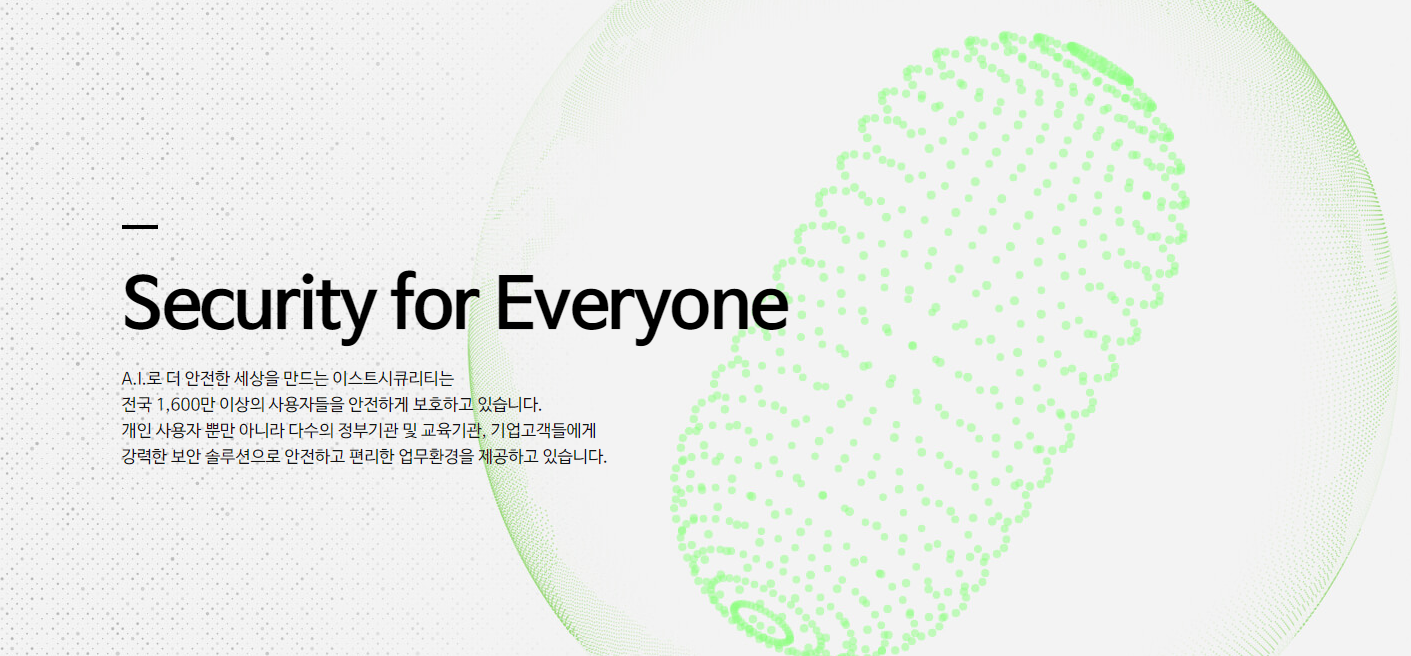 Security for Everyone
A.I.로 더 안전한 세상을 만드는 이스트시큐리티는
전국 1,600만 이상의 사용자들을 안전하게 보호하고 있습니다.
개인 사용자 뿐만 아니라 다수의 정부기관 및 교육기관, 기업고객들에게
강력한 보안 솔루션으로 안전하고 편리한 업무환경을 제공하고 있습니다.